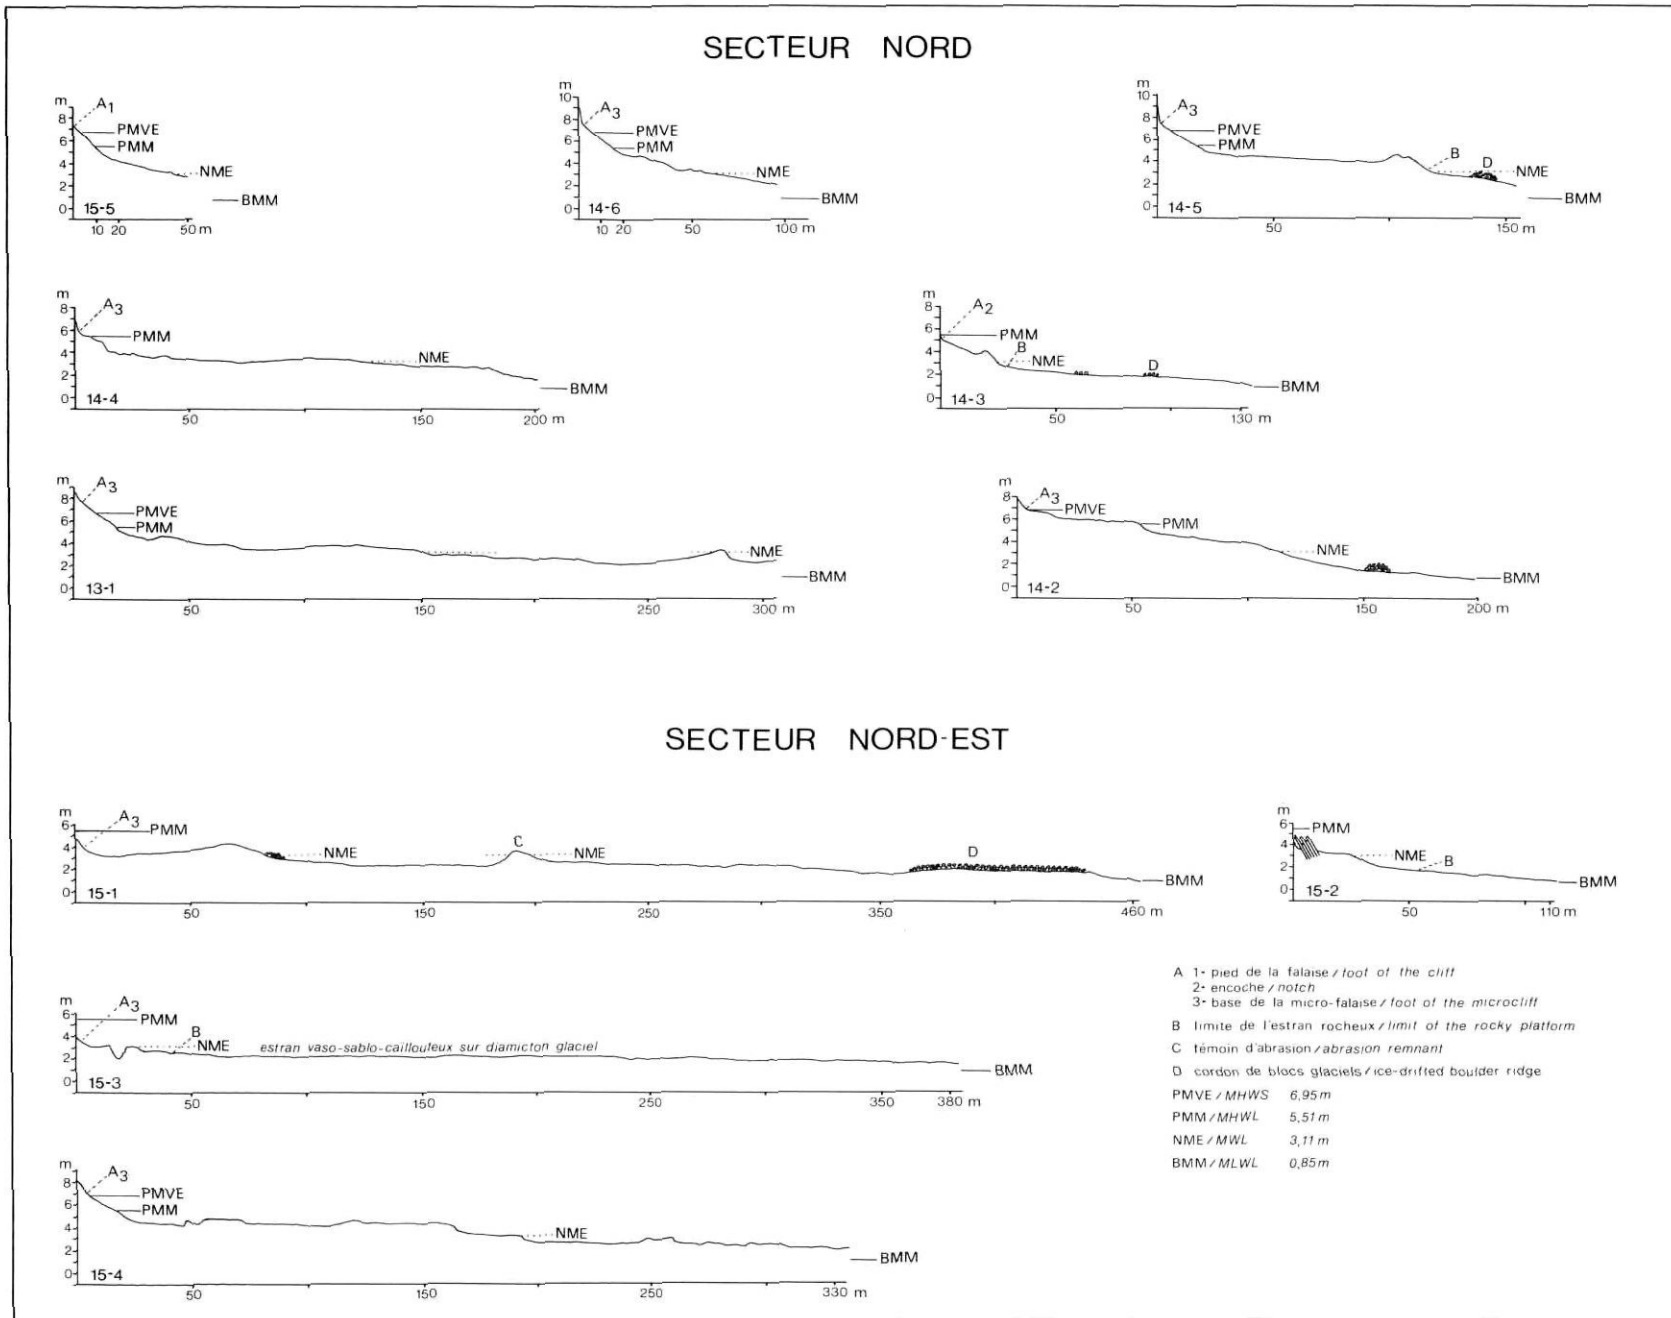 SECTEUR NORD
m
8
6
4
2
0
A1
PMVE
PMM
NME
BMM
15-5
10 20 50 m
m
10
8
6
4
2
0
A3
PMVE
PMM
NME
BMM
14-6
10 20 50 100 m
m
10
8
6
4
2
0
A3
PMVE
PMM
B
D
NME
BMM
14-5
50 150 m
m
8
6
4
2
0
A3
PMM
NME
BMM
14-4
50 150 200 m
m
8
6
4
2
0
A2
PMM
B
NME
D
BMM
14-3
50 130 m
m
8
6
4
2
0
A3
PMVE
PMM
NME
BMM
13-1
50 150 250 300 m
m
8
6
4
2
0
A3
PMVE
PMM
NME
BMM
14-2
50 150 200 m
SECTEUR NORD-EST
m
6
4
2
0
A3
PMM
NME
C
NME
D
BMM
15-1
50 150 250 350 460 m
m
6
4
2
0
PMM
NME
B
BMM
15-2
50 110 m
m
6
4
2
0
A3
PMM
B
NME
estran vaso-sablo-caillouteux sur diamicton glaciel
BMM
15-3
50 150 250 350 380 m
m
8
6
4
2
0
A3
PMVE
PMM
NME
BMM
15-4
50 150 250 330 m
A 1- pied de la falaise / foot of the cliff
2- encoche / notch
3- base de la micro-falaise / foot of the microcliff
B limite de l'estran rocheux / limit of the rocky platform
C témoin d'abrasion / abrasion remnant
D cordon de blocs glaciels / ice-drifted boulder ridge
PMVE / MHWS 6,95 m
PMM / MHWL 5,51 m
NME / MWL 3,11 m
BMM / MLWL 0,85 m